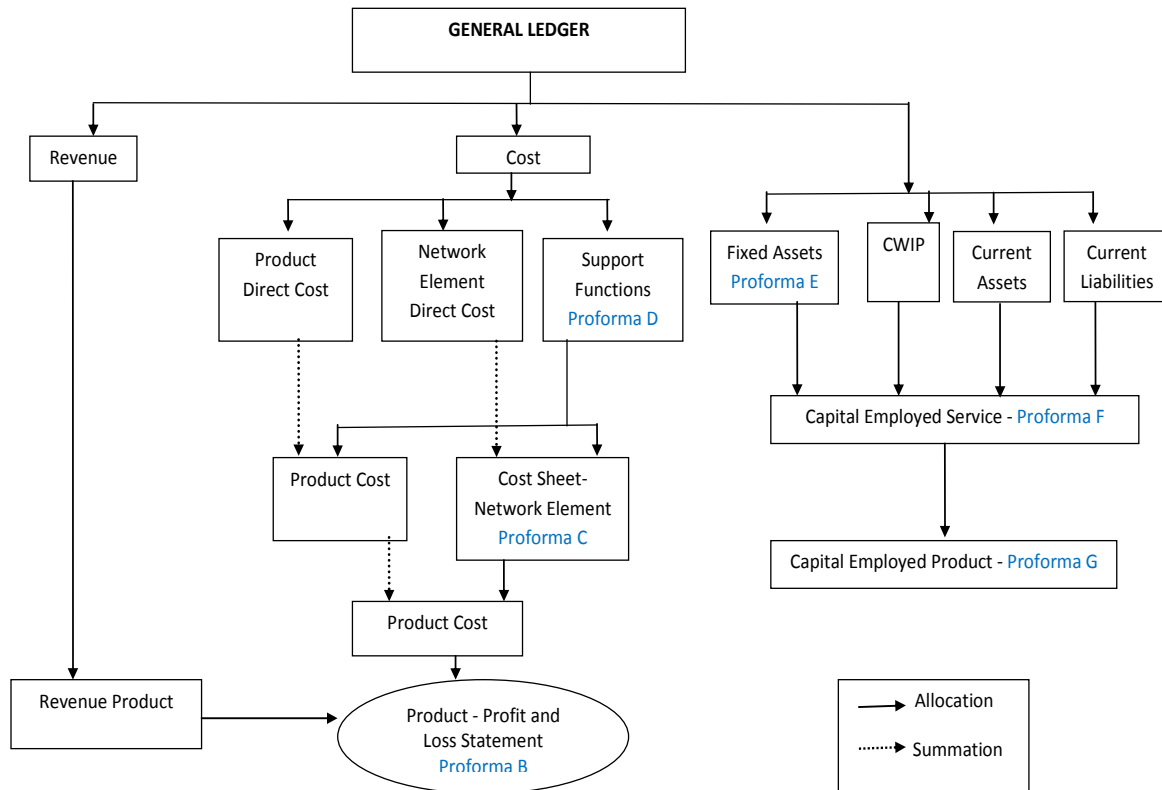 GENERAL LEDGER
Revenue
Cost
Product
Direct Cost
Network
Element
Direct Cost
Support
Functions
Proforma D
Fixed Assets
Proforma E
CWIP
Current
Assets
Current
Liabilities
Capital Employed Service - Proforma F
Product Cost
Cost Sheet-
Network Element
Proforma C
Capital Employed Product - Proforma G
Product Cost
Revenue Product
Product - Profit and
Loss Statement
Proforma B
Allocation
Summation